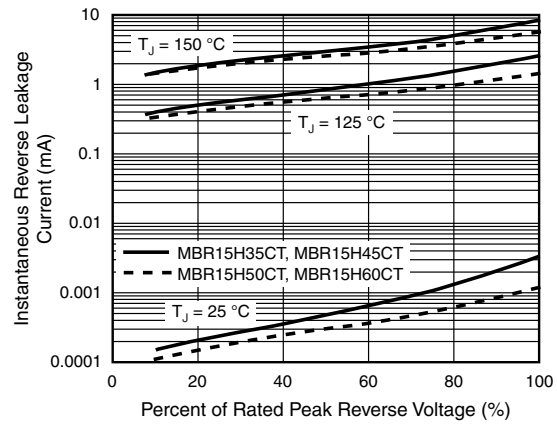 10
1
0.1
0.01
0.001
0.0001
Instantaneous Reverse Leakage
Current (mA)
T_J = 150 °C
T_J = 125 °C
MBR15H35CT, MBR15H45CT
MBR15H50CT, MBR15H60CT
T_J = 25 °C
0 20 40 60 80 100
Percent of Rated Peak Reverse Voltage (%)